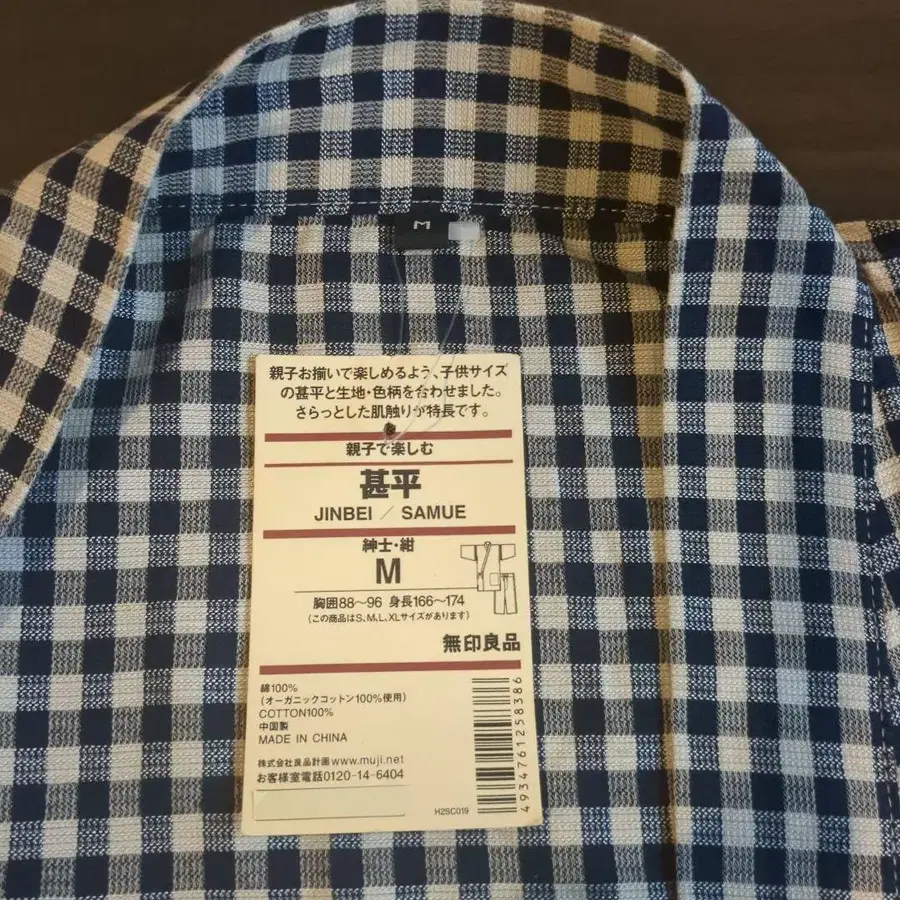 M
親子お揃いで楽しめるよう、子供サイズ
の甚平と生地・色柄を合わせました。
さらっとした肌触りが特長です。
親子で楽しむ
甚平
JINBEI / SAMUE
紳士・紺
M
胸囲88〜96 身長166〜174
(この商品はS、M、L、XLサイズがあります)
無印良品
綿100%
(オーガニックコットン100%使用)
COTTON100%
中国製
MADE IN CHINA
株式会社良品計画 www.muji.net
お客様室電話0120-14-6404
H2SC019
4934761258386